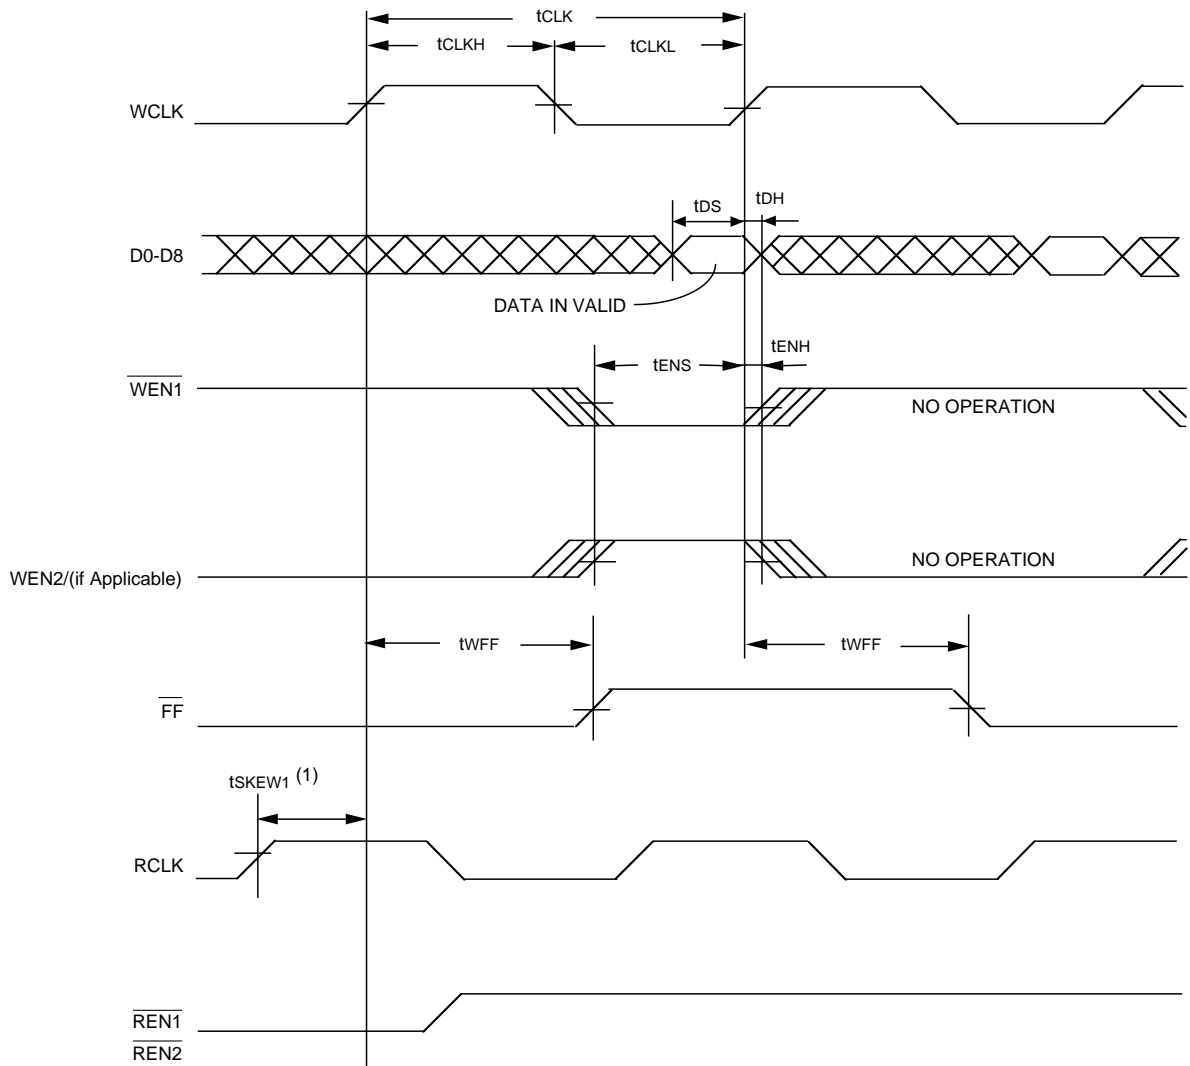 tCLK
tCLKH
tCLKL
WCLK
tDS
tDH
D0-D8
DATA IN VALID
tENH
tENS
WEN1
NO OPERATION
NO OPERATION
WEN2/(if Applicable)
tWFF
tWFF
FF
tSKEW1 (1)
RCLK
REN1
REN2